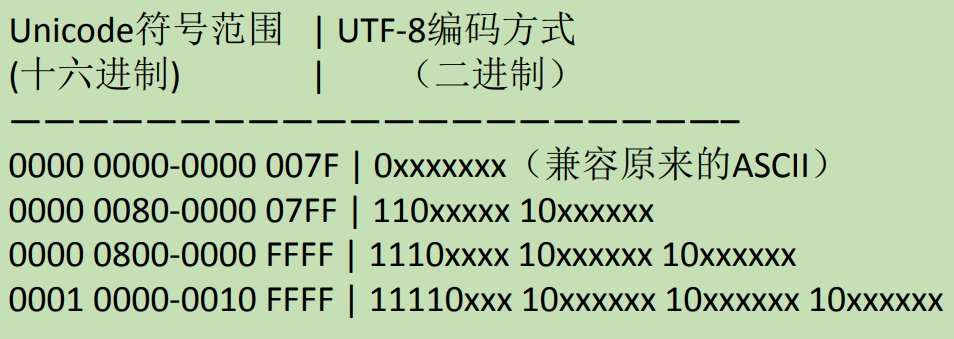 Unicode符号范围 | UTF-8编码方式
(十六进制) | （二进制）
——————————————————————–
0000 0000-0000 007F | 0xxxxxxx（兼容原来的ASCII）
0000 0080-0000 07FF | 110xxxxx 10xxxxxx
0000 0800-0000 FFFF | 1110xxxx 10xxxxxx 10xxxxxx
0001 0000-0010 FFFF | 11110xxx 10xxxxxx 10xxxxxx 10xxxxxx